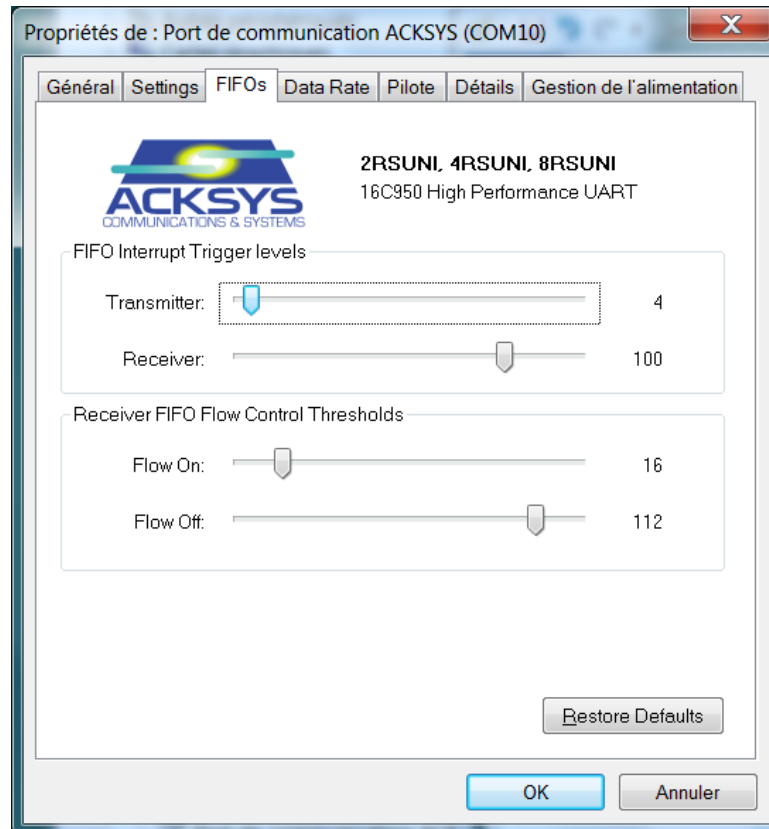 Propriétés de : Port de communication ACKSYS (COM10)
Général Settings FIFOs Data Rate Pilote Détails Gestion de l'alimentation
ACKSYS
COMMUNICATIONS & SYSTEMS
2RSUNI, 4RSUNI, 8RSUNI
16C950 High Performance UART
FIFO Interrupt Trigger levels
Transmitter: 4
Receiver: 100
Receiver FIFO Flow Control Thresholds
Flow On: 16
Flow Off: 112
Restore Defaults
OK Annuler